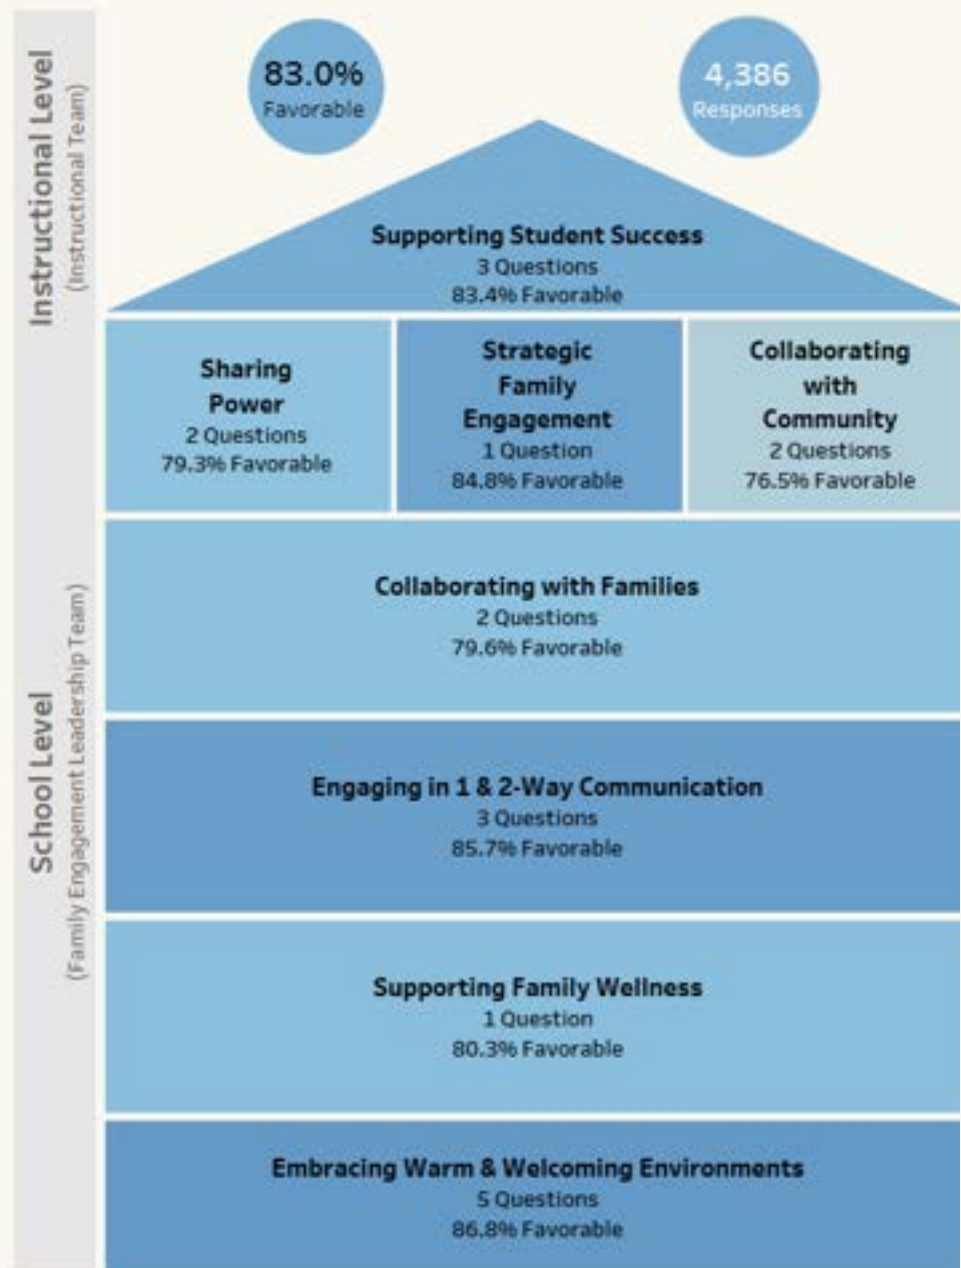 Instructional Level
(Instructional Team)
83.0%
Favorable
4,386
Responses
Supporting Student Success
3 Questions
83.4% Favorable
Sharing
Power
2 Questions
79.3% Favorable
Strategic
Family
Engagement
1 Question
84.8% Favorable
Collaborating
with
Community
2 Questions
76.5% Favorable
School Level
(Family Engagement Leadership Team)
Collaborating with Families
2 Questions
79.6% Favorable
Engaging in 1 & 2-Way Communication
3 Questions
85.7% Favorable
Supporting Family Wellness
1 Question
80.3% Favorable
Embracing Warm & Welcoming Environments
5 Questions
86.8% Favorable